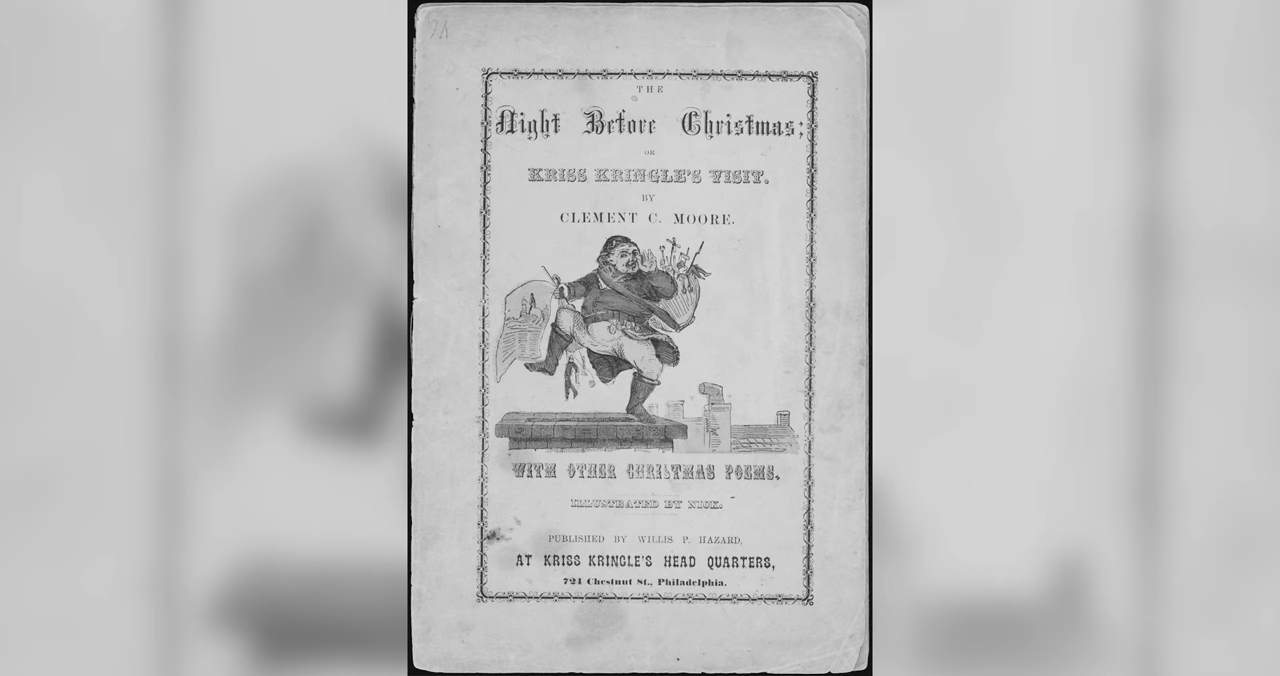 THE
Night Before Christmas;
OR
KRISS KRINGLE'S VISIT.
BY
CLEMENT C. MOORE.
WITH OTHER CHRISTMAS POEMS.
ILLUSTRATED BY NICK.
PUBLISHED BY WILLIS P. HAZARD,
AT KRISS KRINGLE'S HEAD QUARTERS,
724 Chestnut St., Philadelphia.